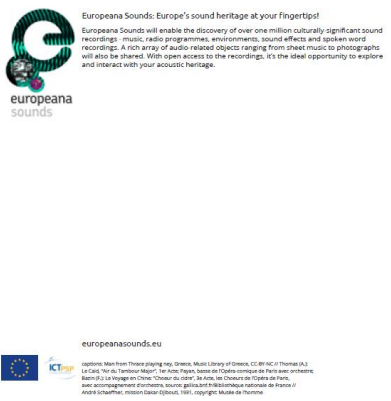 Europeana Sounds: Europe's sound heritage at your fingertips!
Europeana Sounds will enable the discovery of over one million culturally-significant sound
recordings - music, radio programmes, environments, sound effects and spoken word
recordings. A rich array of audio-related objects ranging from sheet music to photographs
will also be shared. With open access to the recordings, it's the ideal opportunity to explore
and interact with your acoustic heritage.
europeana
sounds
europeanasounds.eu
ICT PSP
captions: Man from Thrace playing ney, Greece, Music Library of Greece, CC-BY-NC // Thomas (A.):
Le Caïd, "Air du Tambour Major", 1er Acte; Payan, basse de l'Opéra-comique de Paris avec orchestre;
Bazin (F.): Le Voyage en Chine: "Choeur du cidre", 3e Acte, les Choeurs de l'Opéra de Paris,
avec accompagnement d'orchestre, source: gallica.bnf.fr/Bibliothèque nationale de France //
André Schaeffner, mission Dakar-Djibouti, 1931, copyright: Musée de l'homme